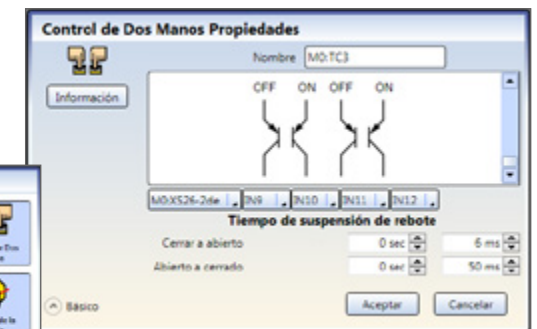 Control de Dos Manos Propiedades
Nombre M0:TC3
Información
OFF ON OFF ON
M0:XS26-2de IN9 IN10 IN11 IN12
Tiempo de suspensión de rebote
Cerrar a abierto 0 sec 6 ms
Abierto a cerrado 0 sec 50 ms
Básico
Aceptar Cancelar